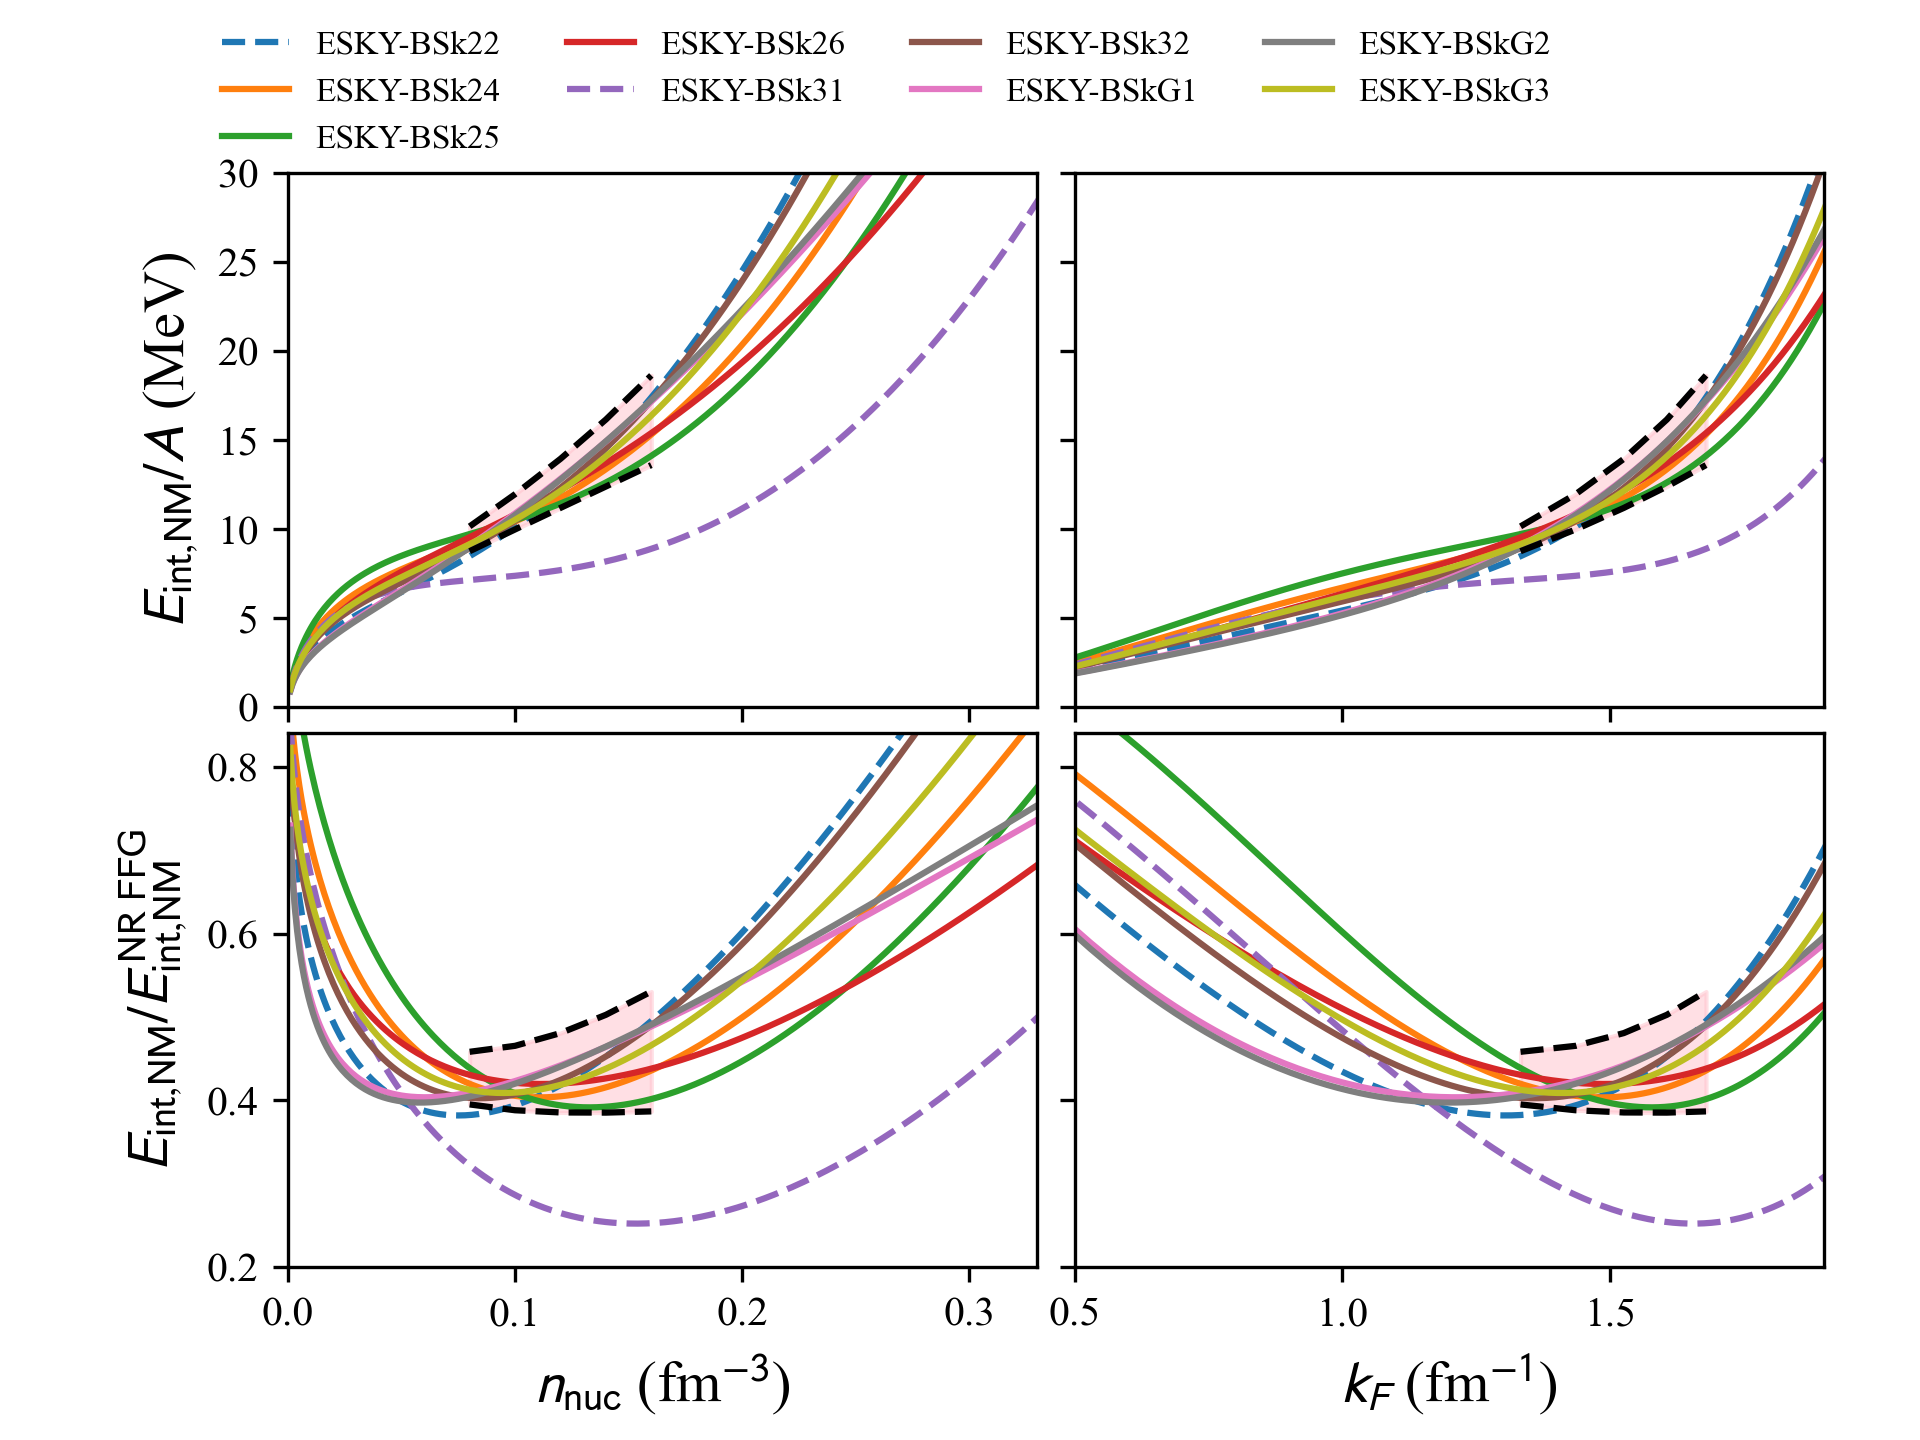 ESKY-BSk22 ESKY-BSk26 ESKY-BSk32 ESKY-BSkG2
ESKY-BSk24 ESKY-BSk31 ESKY-BSkG1 ESKY-BSkG3
ESKY-BSk25
E_int,NM/A (MeV)
30
25
20
15
10
5
0
E_int,NM/E^NR FFG_int,NM
0.8
0.6
0.4
0.2
0.0 0.1 0.2 0.3 0.5 1.0 1.5
n_nuc (fm⁻³) k_F (fm⁻¹)